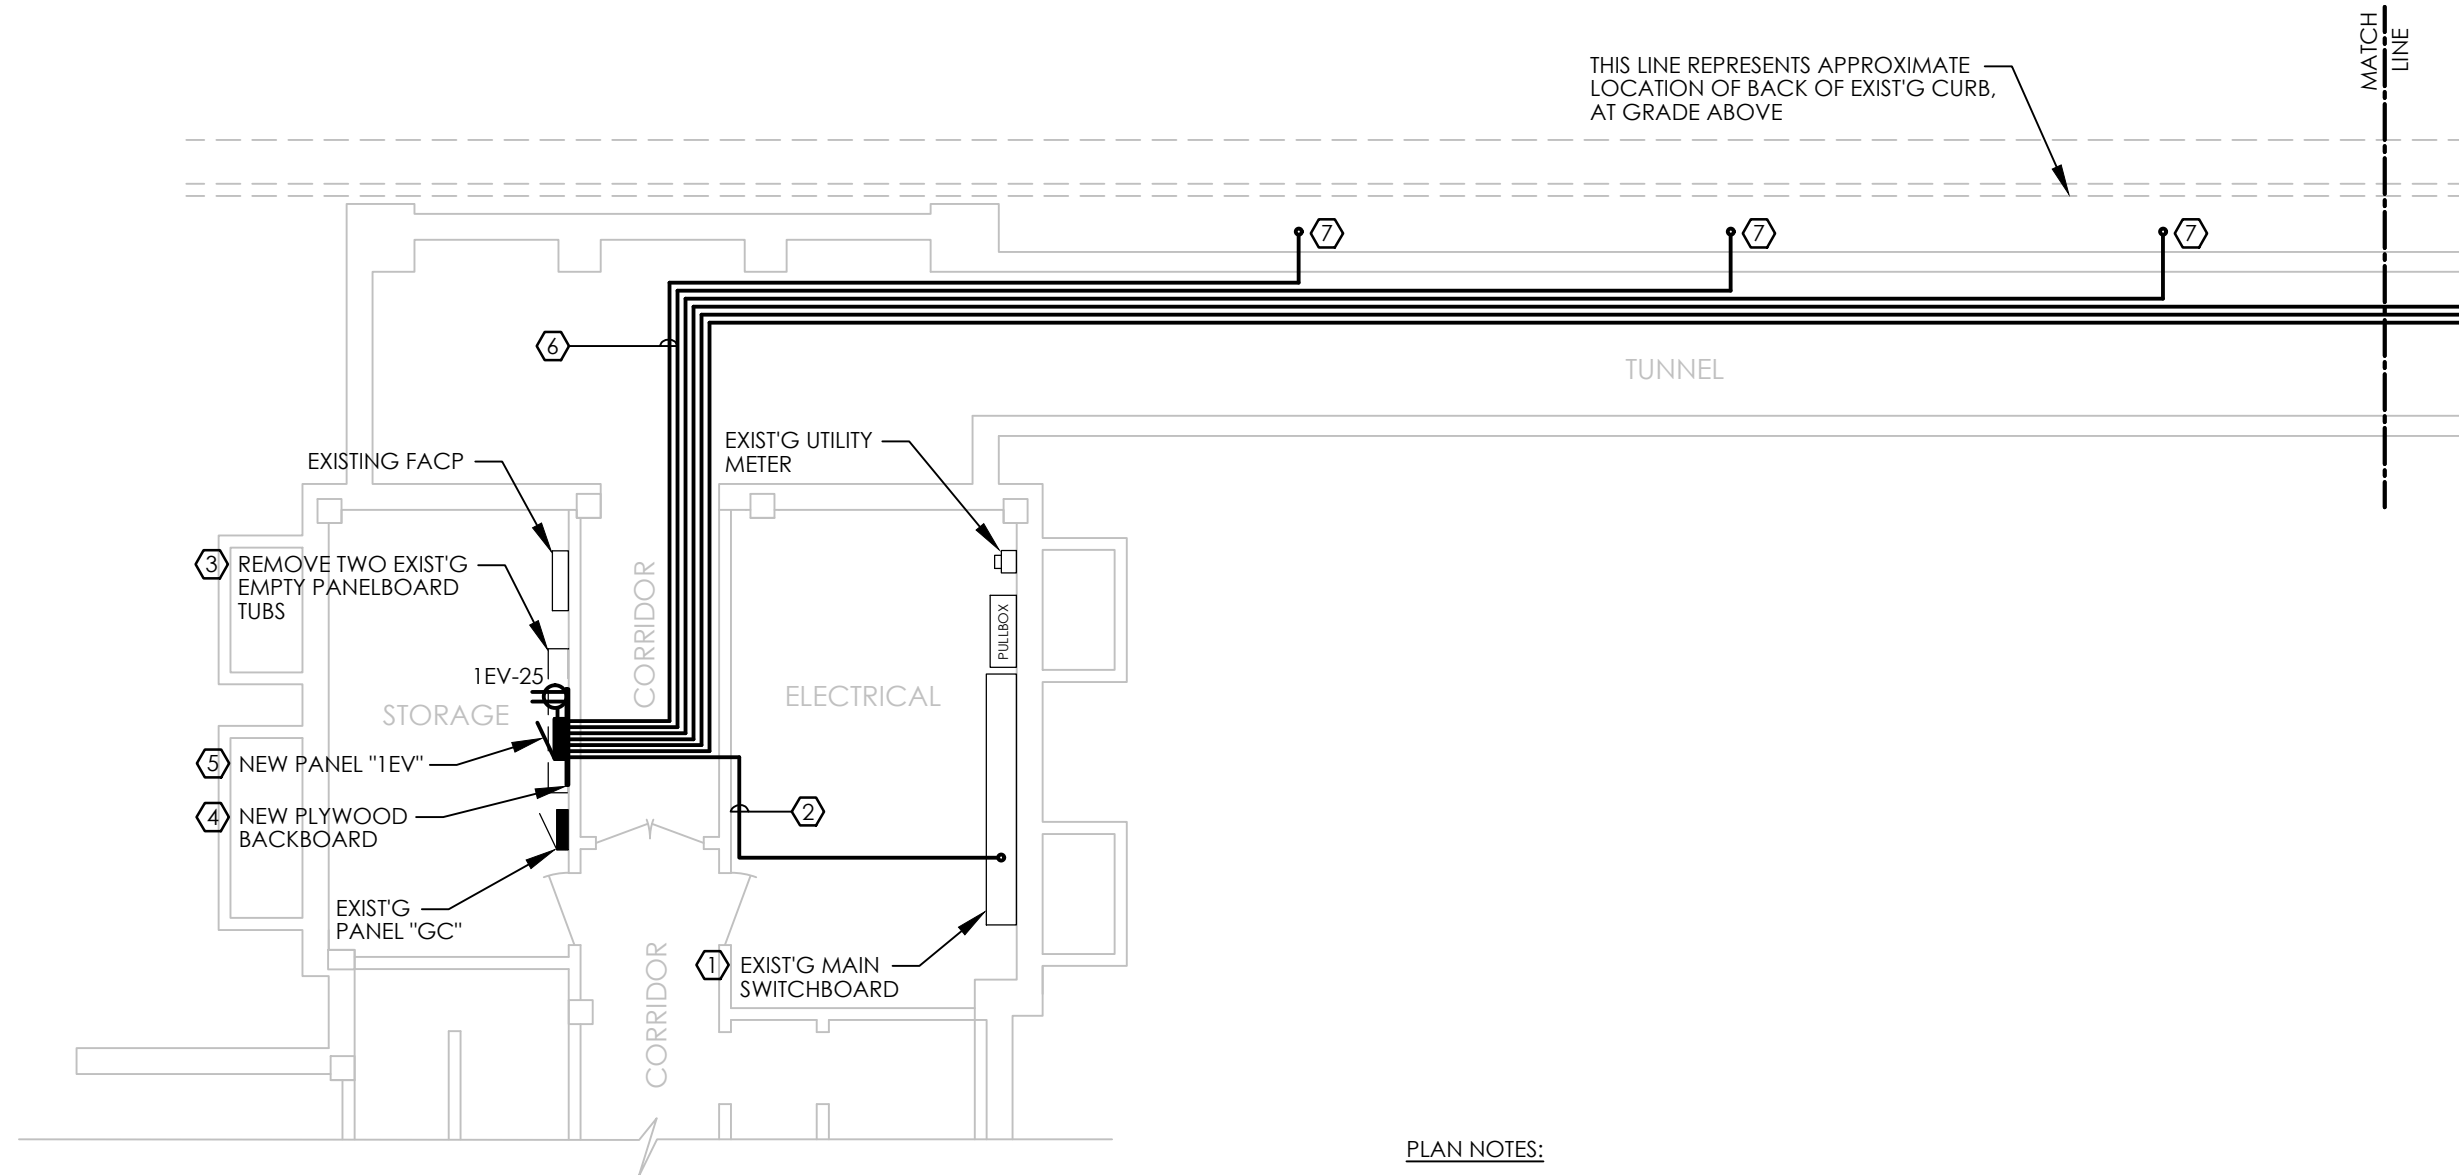 MATCH
LINE
THIS LINE REPRESENTS APPROXIMATE
LOCATION OF BACK OF EXIST'G CURB,
AT GRADE ABOVE
7
7
7
6
TUNNEL
EXISTING FACP
EXIST'G UTILITY
METER
3 REMOVE TWO EXIST'G
EMPTY PANELBOARD
TUBS
CORRIDOR
PULLBOX
1EV-25
STORAGE
ELECTRICAL
5 NEW PANEL "1EV"
4 NEW PLYWOOD
BACKBOARD
2
EXIST'G
PANEL "GC"
1 EXIST'G MAIN
SWITCHBOARD
CORRIDOR
PLAN NOTES: